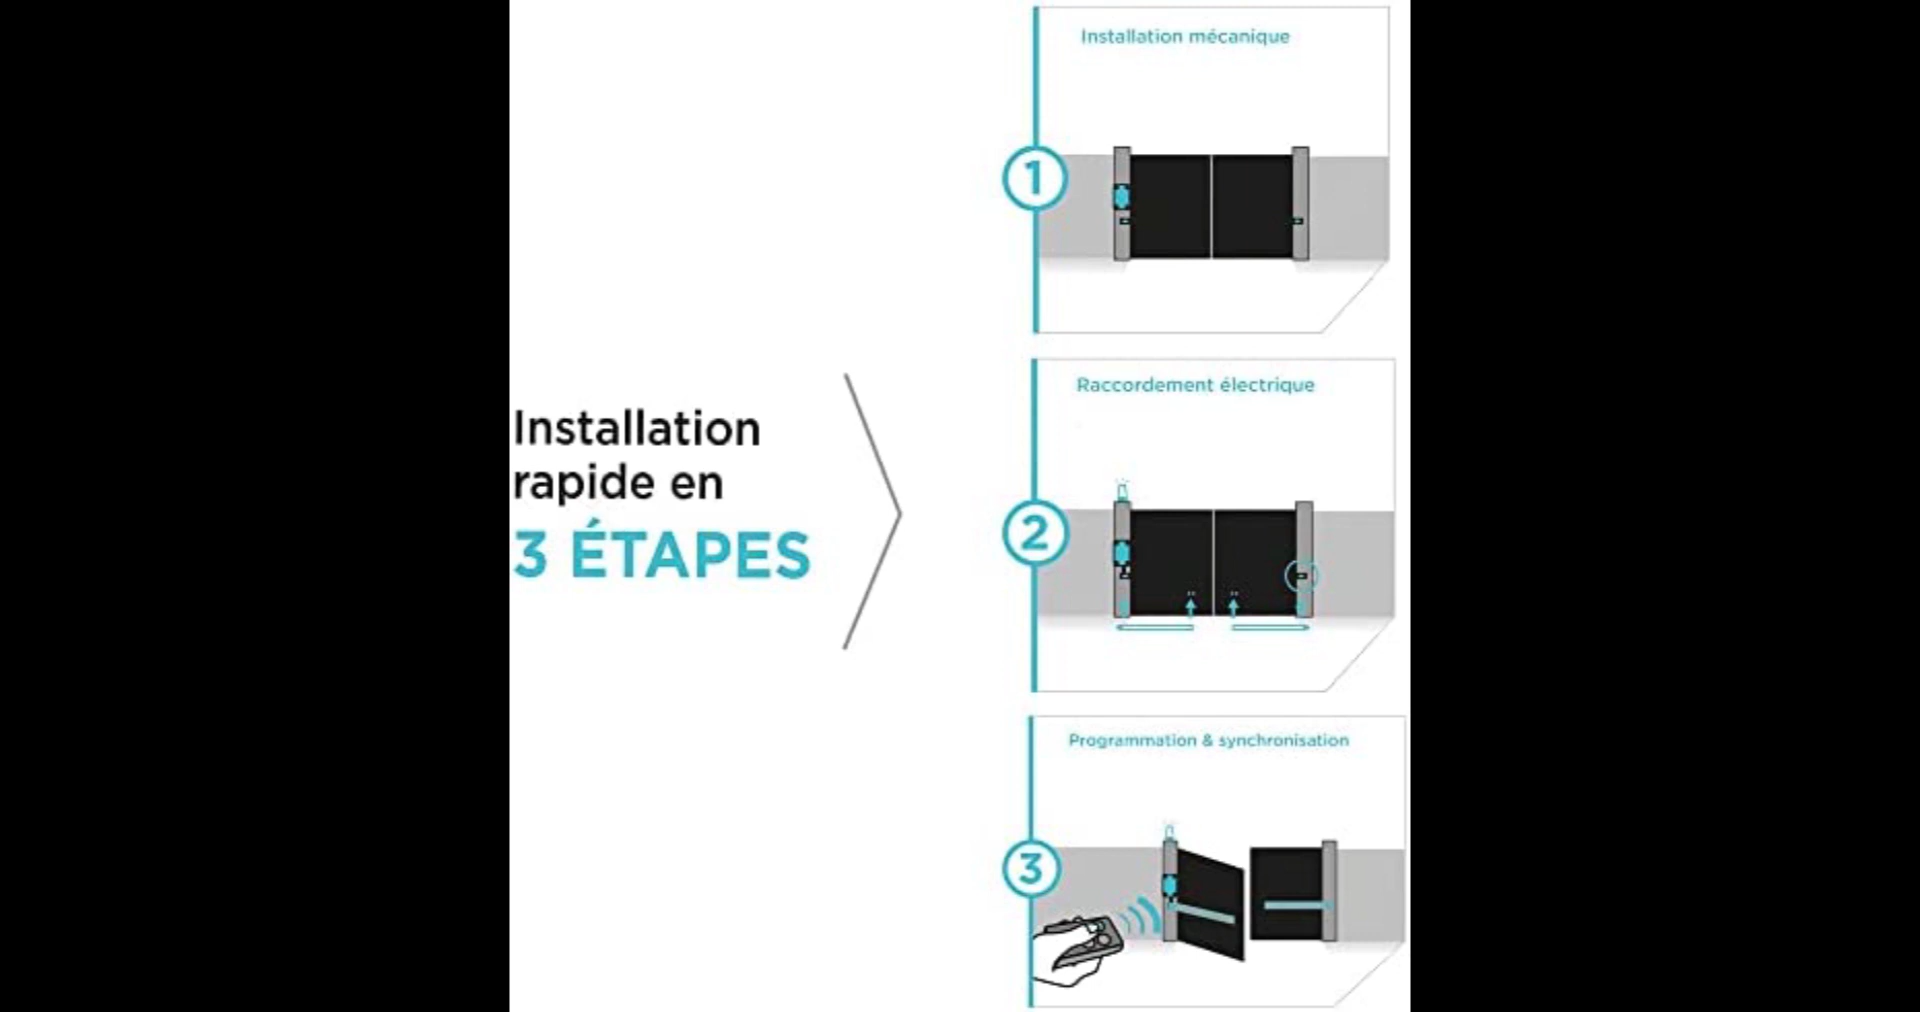 Installation
rapide en
3 ÉTAPES
Installation mécanique
1
Raccordement électrique
2
Programmation & synchronisation
3